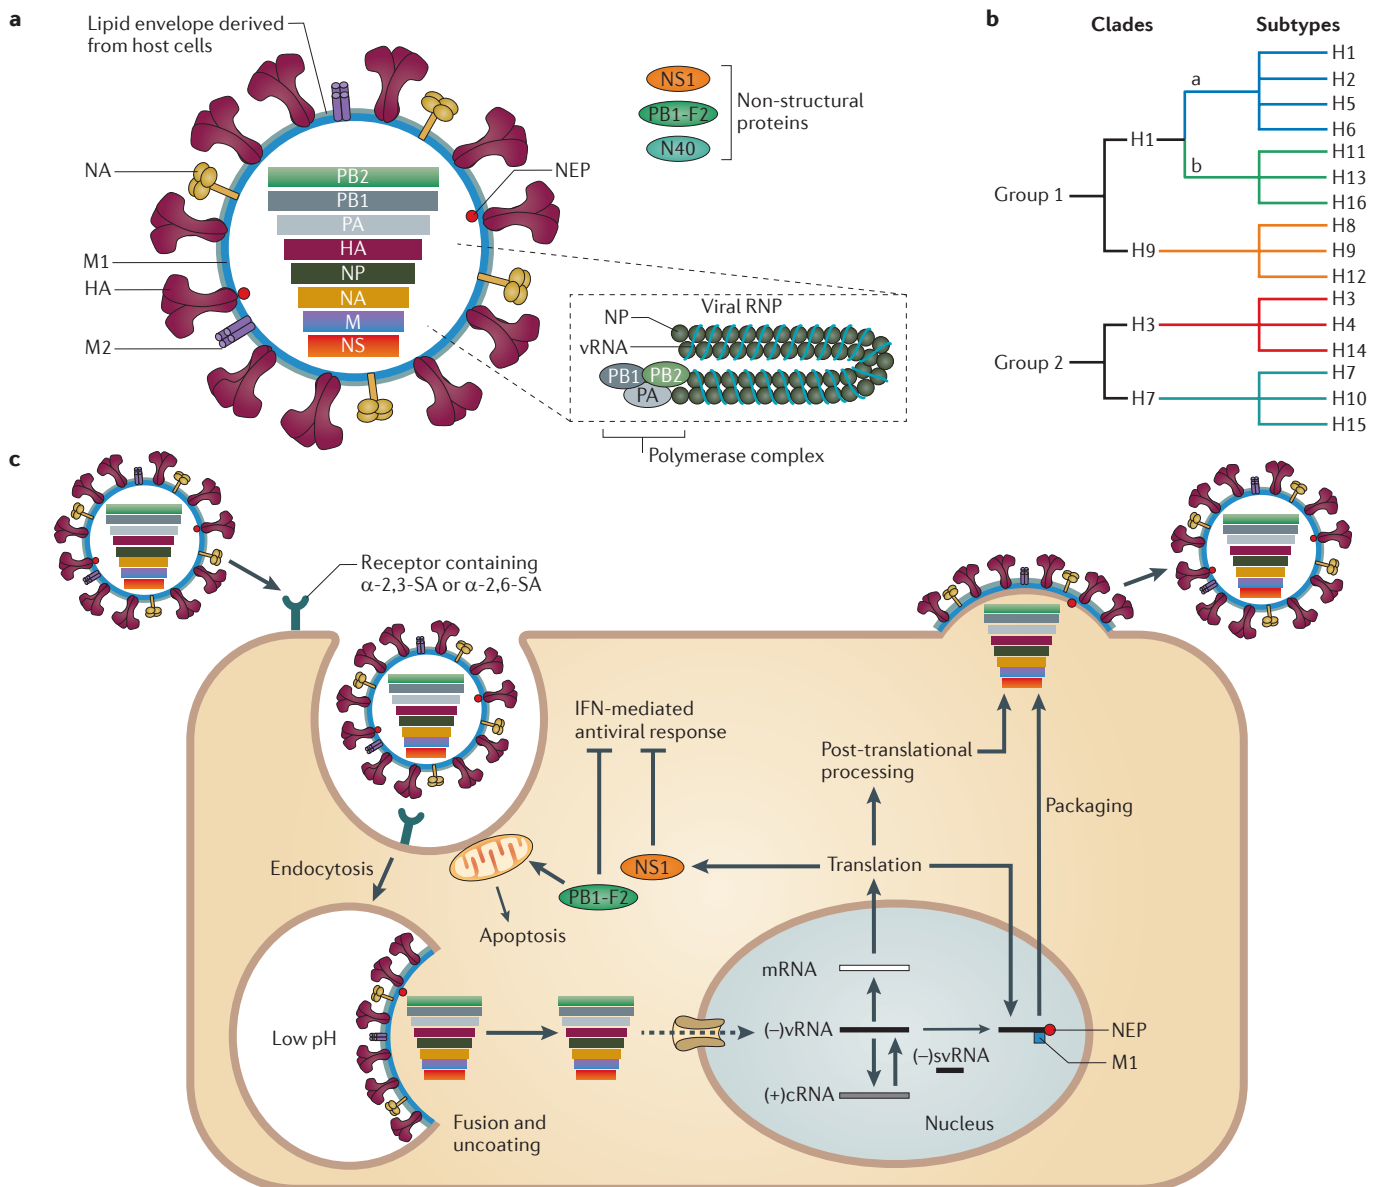 a
Lipid envelope derived
from host cells
NA
M1
HA
M2
PB2
PB1
PA
HA
NP
NA
M
NS
NEP
NS1
PB1-F2
N40
Non-structural
proteins
Viral RNP
NP
vRNA
PB1
PB2
PA
Polymerase complex
b
Clades
Subtypes
Group 1
H1
a
b
H9
Group 2
H3
H7
H1
H2
H5
H6
H11
H13
H16
H8
H9
H12
H3
H4
H14
H7
H10
H15
c
Receptor containing
α-2,3-SA or α-2,6-SA
IFN-mediated
antiviral response
Post-translational
processing
Packaging
Endocytosis
NS1
Translation
PB1-F2
Apoptosis
Low pH
Fusion and
uncoating
mRNA
(–)vRNA
(–)svRNA
(+)cRNA
NEP
M1
Nucleus